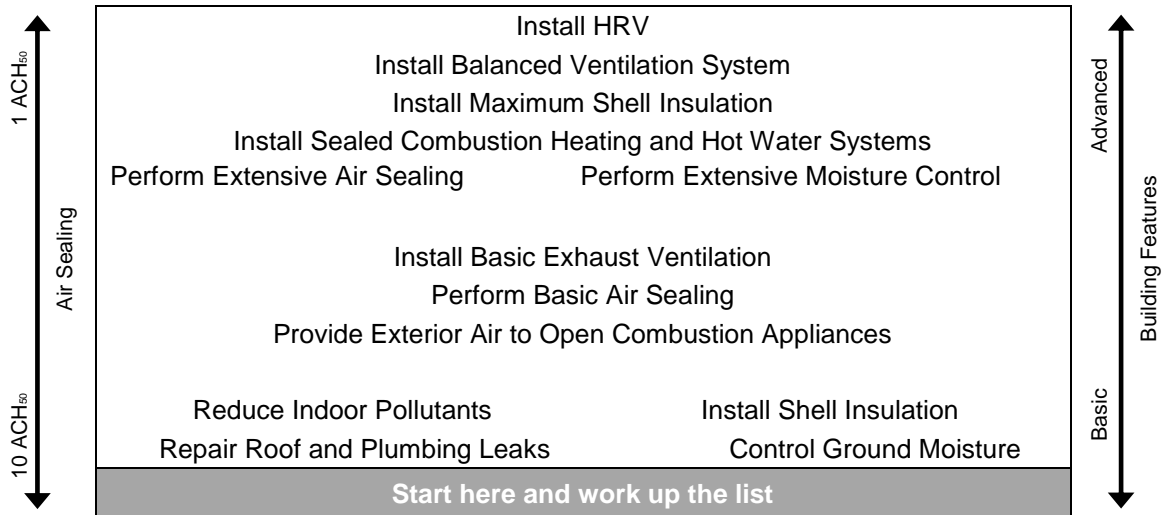 Install HRV
Install Balanced Ventilation System
Install Maximum Shell Insulation
Install Sealed Combustion Heating and Hot Water Systems
Perform Extensive Air Sealing Perform Extensive Moisture Control
Install Basic Exhaust Ventilation
Perform Basic Air Sealing
Provide Exterior Air to Open Combustion Appliances
Reduce Indoor Pollutants Install Shell Insulation
Repair Roof and Plumbing Leaks Control Ground Moisture
Start here and work up the list
1 ACH₅₀
Air Sealing
10 ACH₅₀
Advanced
Building Features
Basic